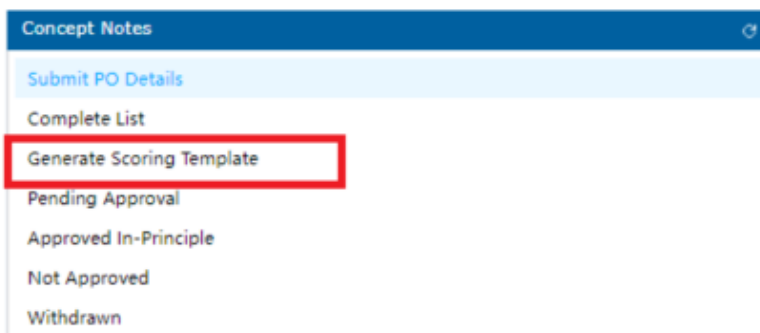 Concept Notes
Submit PO Details
Complete List
Generate Scoring Template
Pending Approval
Approved In-Principle
Not Approved
Withdrawn